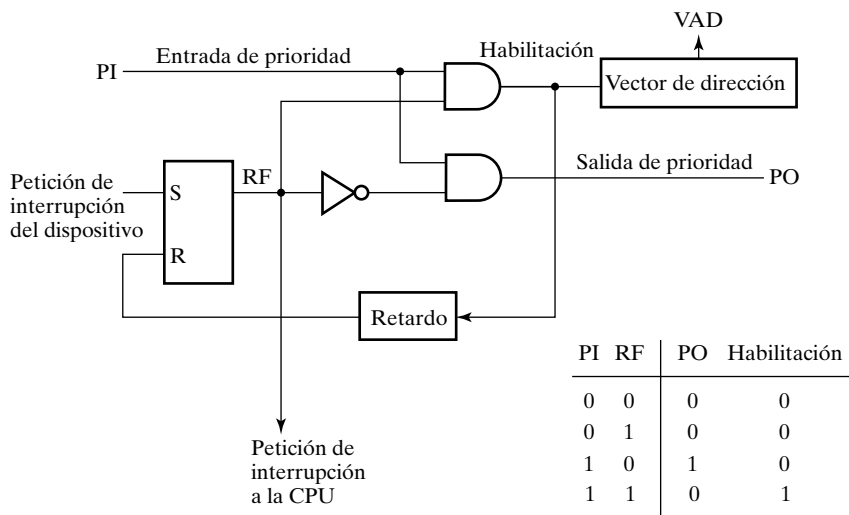 VAD
PI
Entrada de prioridad
Habilitación
Vector de dirección
Petición de
interrupción
del dispositivo
S
R
RF
Salida de prioridad
PO
Retardo
Petición de
interrupción
a la CPU
PI RF PO Habilitación
0 0 0 0
0 1 0 0
1 0 1 0
1 1 0 1